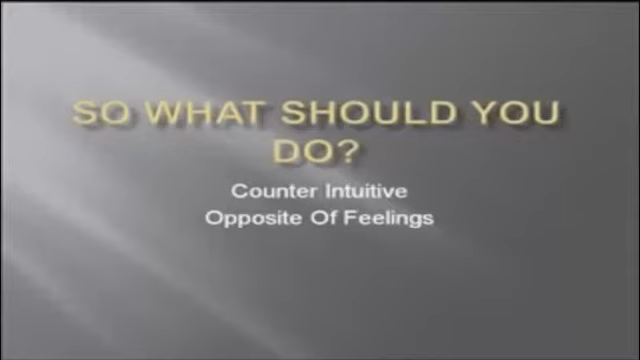 SO WHAT SHOULD YOU
DO?
Counter Intuitive
Opposite Of Feelings